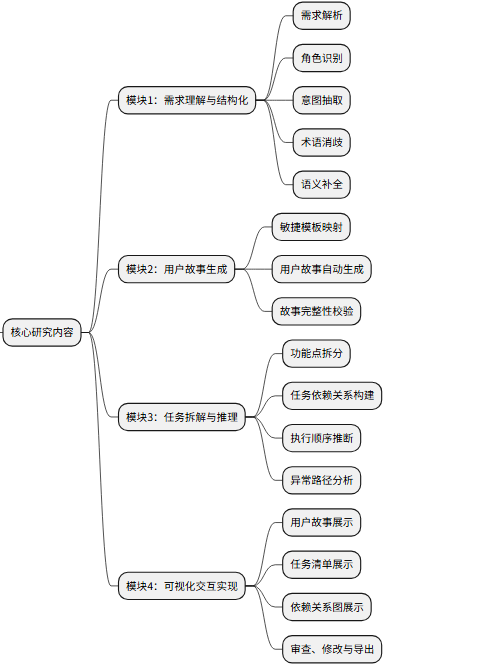 核心研究内容
模块1：需求理解与结构化
需求解析
角色识别
意图抽取
术语消歧
语义补全
模块2：用户故事生成
敏捷模板映射
用户故事自动生成
故事完整性校验
模块3：任务拆解与推理
功能点拆分
任务依赖关系构建
执行顺序推断
异常路径分析
模块4：可视化交互实现
用户故事展示
任务清单展示
依赖关系图展示
审查、修改与导出